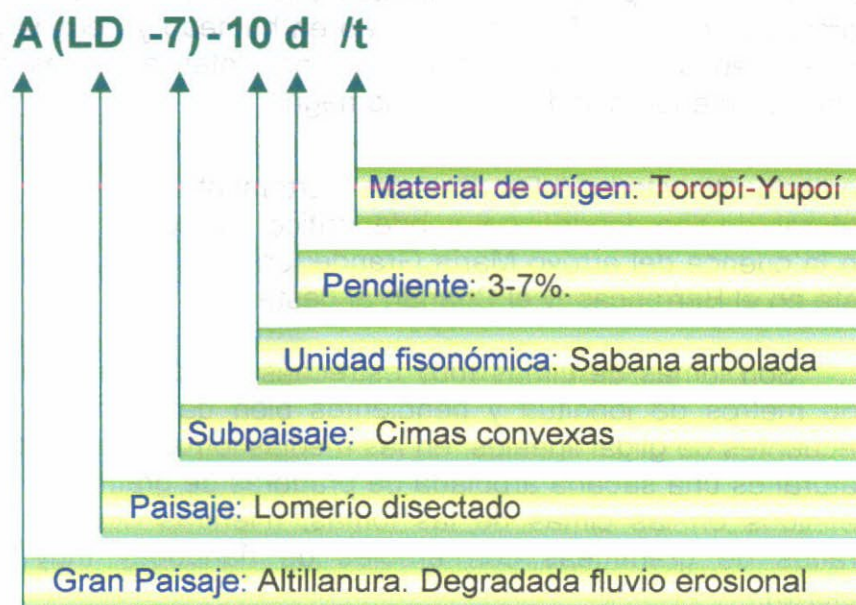 A (LD -7)-10 d /t
Material de orígen: Toropí-Yupoí
Pendiente: 3-7%.
Unidad fisonómica: Sabana arbolada
Subpaisaje: Cimas convexas
Paisaje: Lomerío disectado
Gran Paisaje: Altillanura. Degradada fluvio erosional